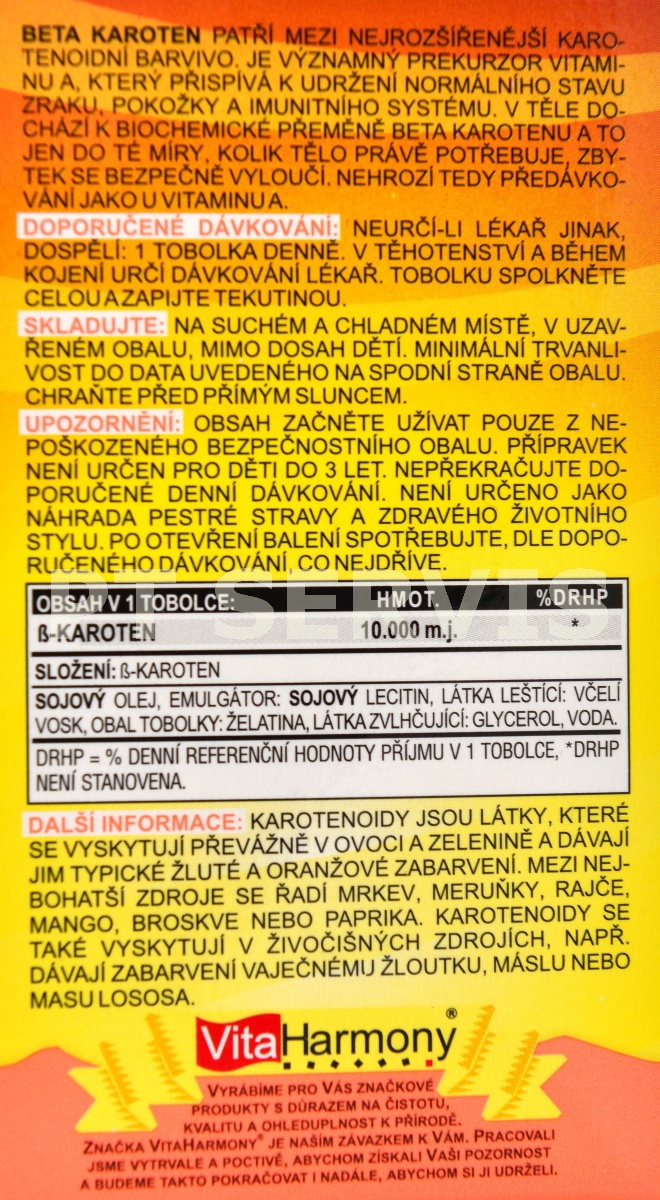 BETA KAROTEN PATŘÍ MEZI NEJROZŠÍŘENĚJŠÍ KARO-
TENOIDNÍ BARVIVO. JE VÝZNAMNÝ PREKURZOR VITAMI-
NU A, KTERÝ PŘISPÍVÁ K UDRŽENÍ NORMÁLNÍHO STAVU
ZRAKU, POKOŽKY A IMUNITNÍHO SYSTÉMU. V TĚLE DO-
CHÁZÍ K BIOCHEMICKÉ PŘEMĚNĚ BETA KAROTENU A TO
JEN DO TÉ MÍRY, KOLIK TĚLO PRÁVĚ POTŘEBUJE, ZBY-
TEK SE BEZPEČNĚ VYLOUČÍ. NEHROZÍ TEDY PŘEDÁVKO-
VÁNÍ JAKO U VITAMINU A.
DOPORUČENÉ DÁVKOVÁNÍ: NEURČÍ-LI LÉKAŘ JINAK,
DOSPĚLÍ: 1 TOBOLKA DENNĚ. V TĚHOTENSTVÍ A BĚHEM
KOJENÍ URČÍ DÁVKOVÁNÍ LÉKAŘ. TOBOLKU SPOLKNĚTE
CELOU A ZAPIJTE TEKUTINOU.
SKLADUJTE: NA SUCHÉM A CHLADNÉM MÍSTĚ, V UZAV-
ŘENÉM OBALU, MIMO DOSAH DĚTÍ. MINIMÁLNÍ TRVANLI-
VOST DO DATA UVEDENÉHO NA SPODNÍ STRANĚ OBALU.
CHRAŇTE PŘED PŘÍMÝM SLUNCEM.
UPOZORNĚNÍ: OBSAH ZAČNĚTE UŽÍVAT POUZE Z NE-
POŠKOZENÉHO BEZPEČNOSTNÍHO OBALU. PŘÍPRAVEK
NENÍ URČEN PRO DĚTI DO 3 LET. NEPŘEKRAČUJTE DO-
PORUČENÉ DENNÍ DÁVKOVÁNÍ. NENÍ URČENO JAKO
NÁHRADA PESTRÉ STRAVY A ZDRAVÉHO ŽIVOTNÍHO
STYLU. PO OTEVŘENÍ BALENÍ SPOTŘEBUJTE, DLE DOPO-
RUČENÉHO DÁVKOVÁNÍ, CO NEJDŘÍVE.
OBSAH V 1 TOBOLCE: HMOT. %DRHP
ß-KAROTEN 10.000 m.j. *
SLOŽENÍ: ß-KAROTEN
SOJOVÝ OLEJ, EMULGÁTOR: SOJOVÝ LECITIN, LÁTKA LEŠTÍCÍ: VČELÍ
VOSK, OBAL TOBOLKY: ŽELATINA, LÁTKA ZVLHČUJÍCÍ: GLYCEROL, VODA.
DRHP = % DENNÍ REFERENČNÍ HODNOTY PŘÍJMU V 1 TOBOLCE, *DRHP
NENÍ STANOVENA.
DALŠÍ INFORMACE: KAROTENOIDY JSOU LÁTKY, KTERÉ
SE VYSKYTUJÍ PŘEVÁŽNĚ V OVOCI A ZELENINĚ A DÁVAJÍ
JIM TYPICKÉ ŽLUTÉ A ORANŽOVÉ ZABARVENÍ. MEZI NEJ-
BOHATŠÍ ZDROJE SE ŘADÍ MRKEV, MERUŇKY, RAJČE,
MANGO, BROSKVE NEBO PAPRIKA. KAROTENOIDY SE
TAKÉ VYSKYTUJÍ V ŽIVOČIŠNÝCH ZDROJÍCH, NAPŘ.
DÁVAJÍ ZABARVENÍ VAJEČNÉMU ŽLOUTKU, MÁSLU NEBO
MASU LOSOSA.
VitaHarmony®
VYRÁBÍME PRO VÁS ZNAČKOVÉ
PRODUKTY S DŮRAZEM NA ČISTOTU,
KVALITU A OHLEDUPLNOST K PŘÍRODĚ.
ZNAČKA VITAHARMONY® JE NAŠÍM ZÁVAZKEM K VÁM. PRACOVALI
JSME VYTRVALE A POCTIVĚ, ABYCHOM ZÍSKALI VAŠI POZORNOST
A BUDEME TAKTO POKRAČOVAT I NADÁLE, ABYCHOM SI JI UDRŽELI.